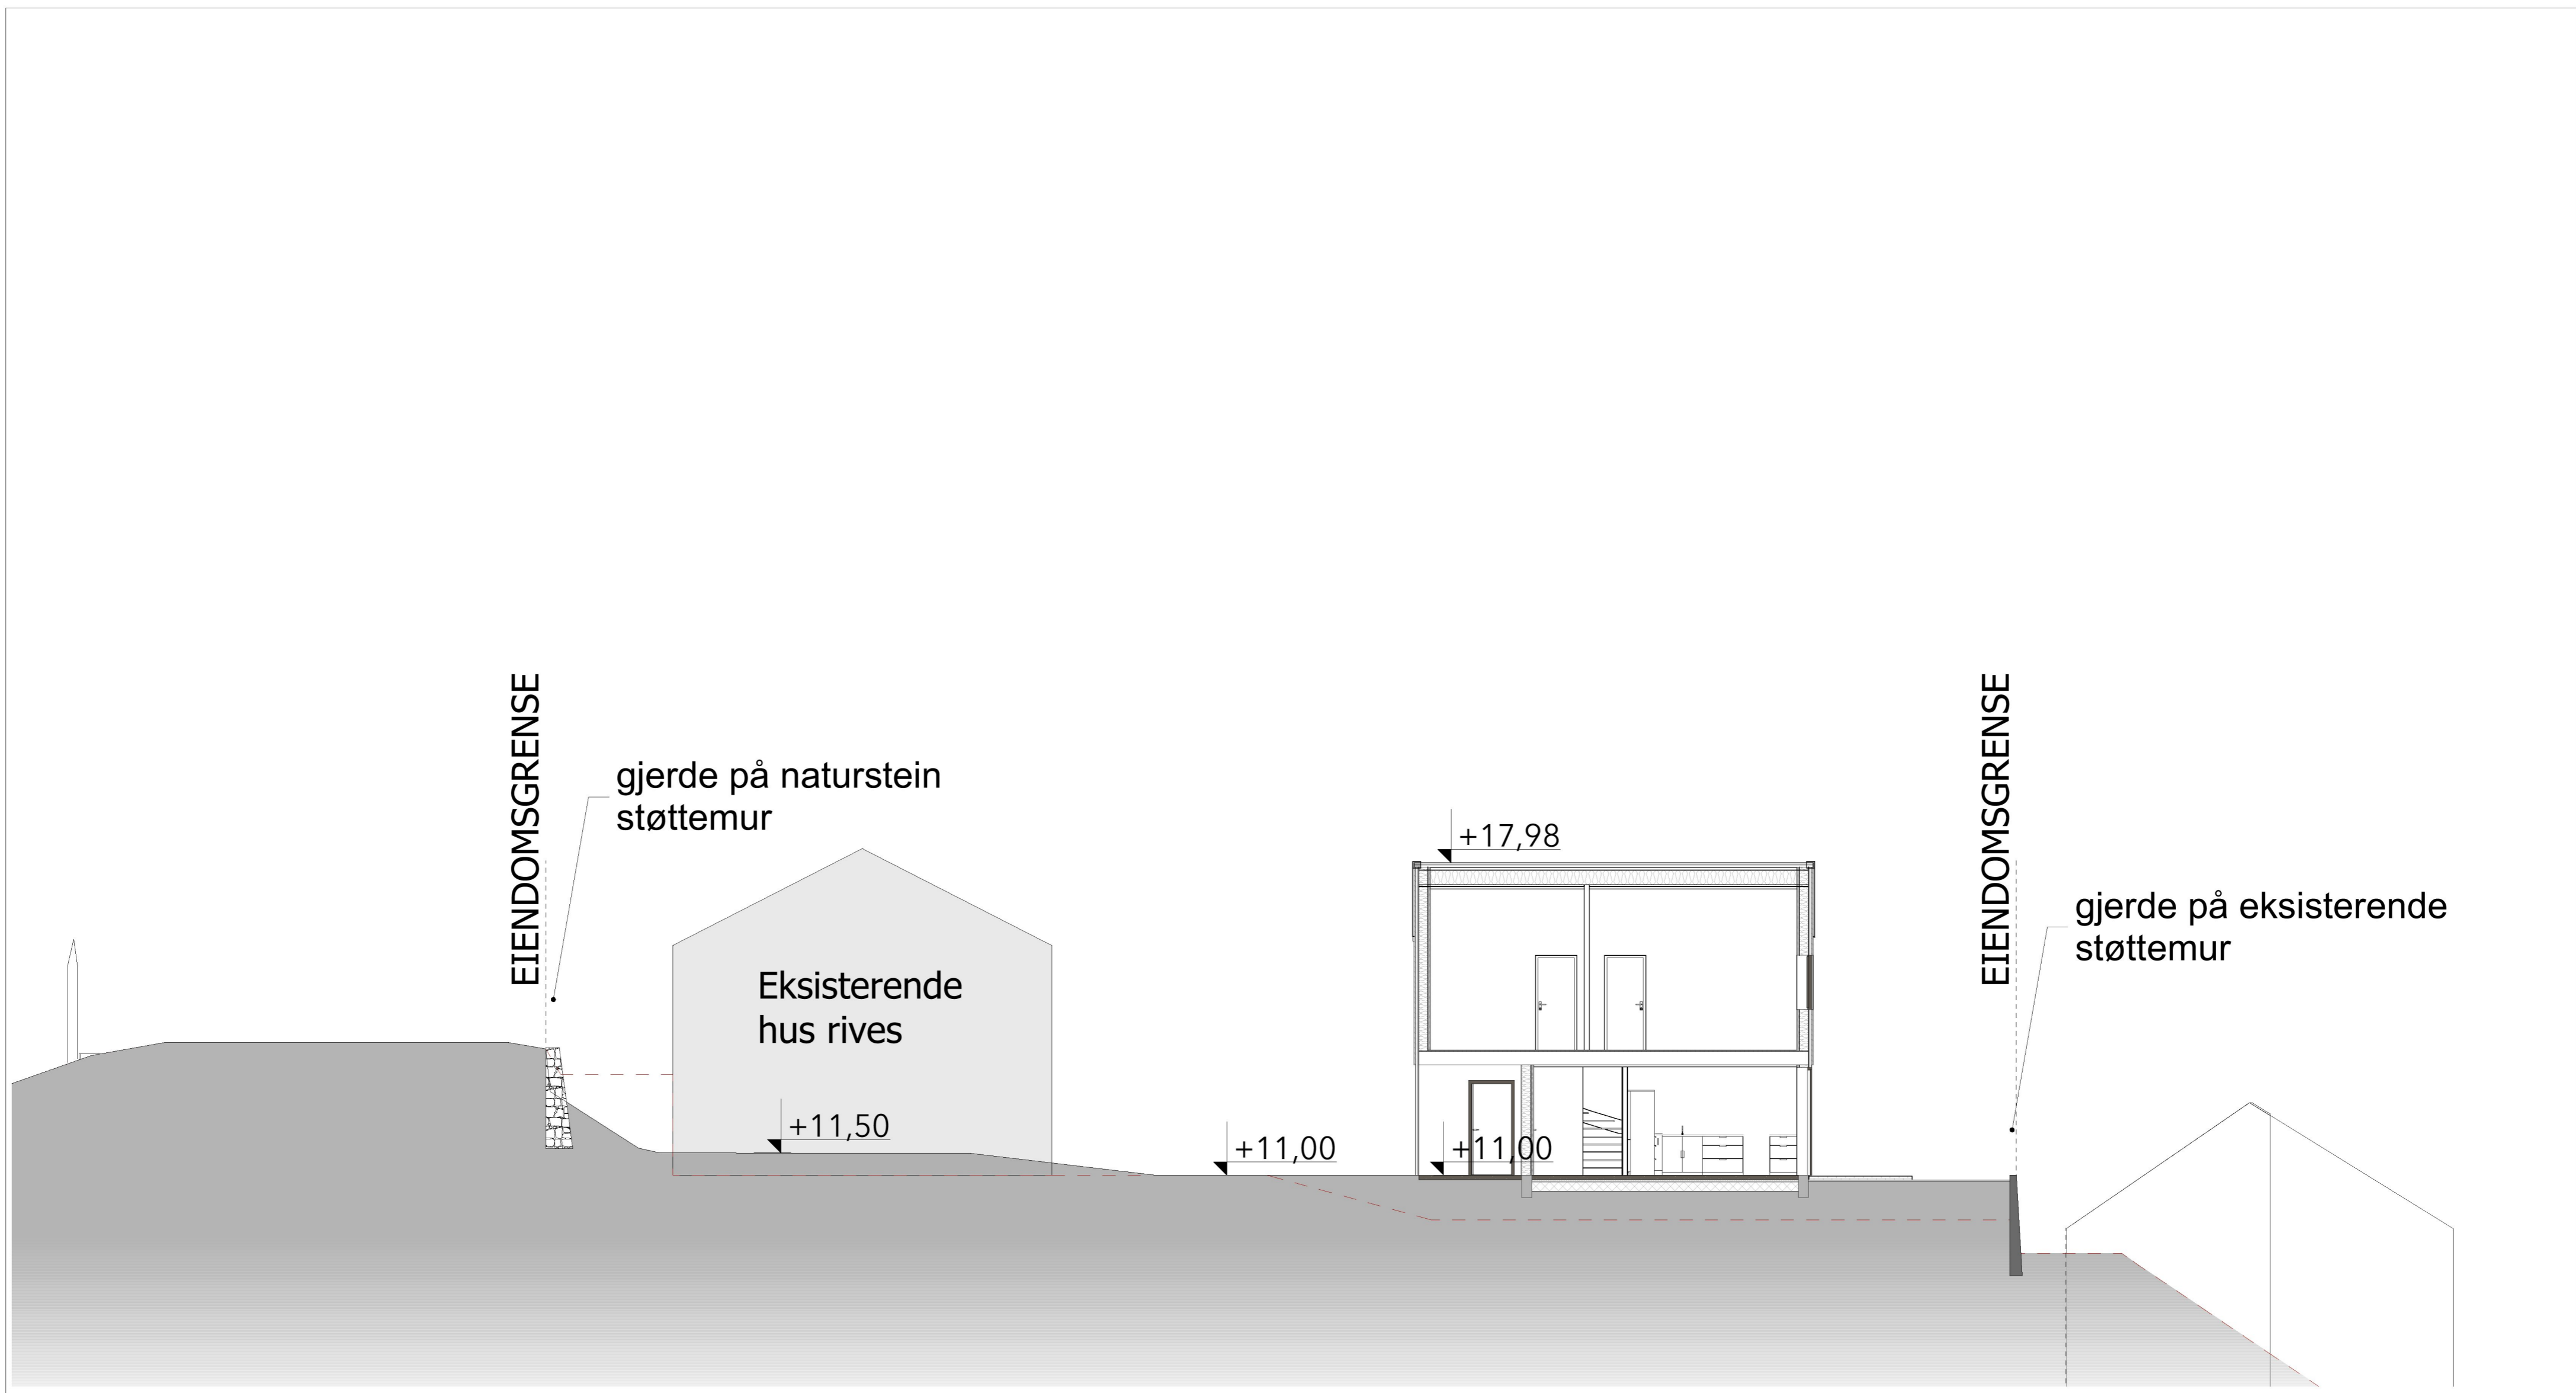 EIENDOMSGRENSE
gjerde på naturstein
støttemur
Eksisterende
hus rives
+11,50
+11,00
+17,98
+11,00
EIENDOMSGRENSE
gjerde på eksisterende
støttemur